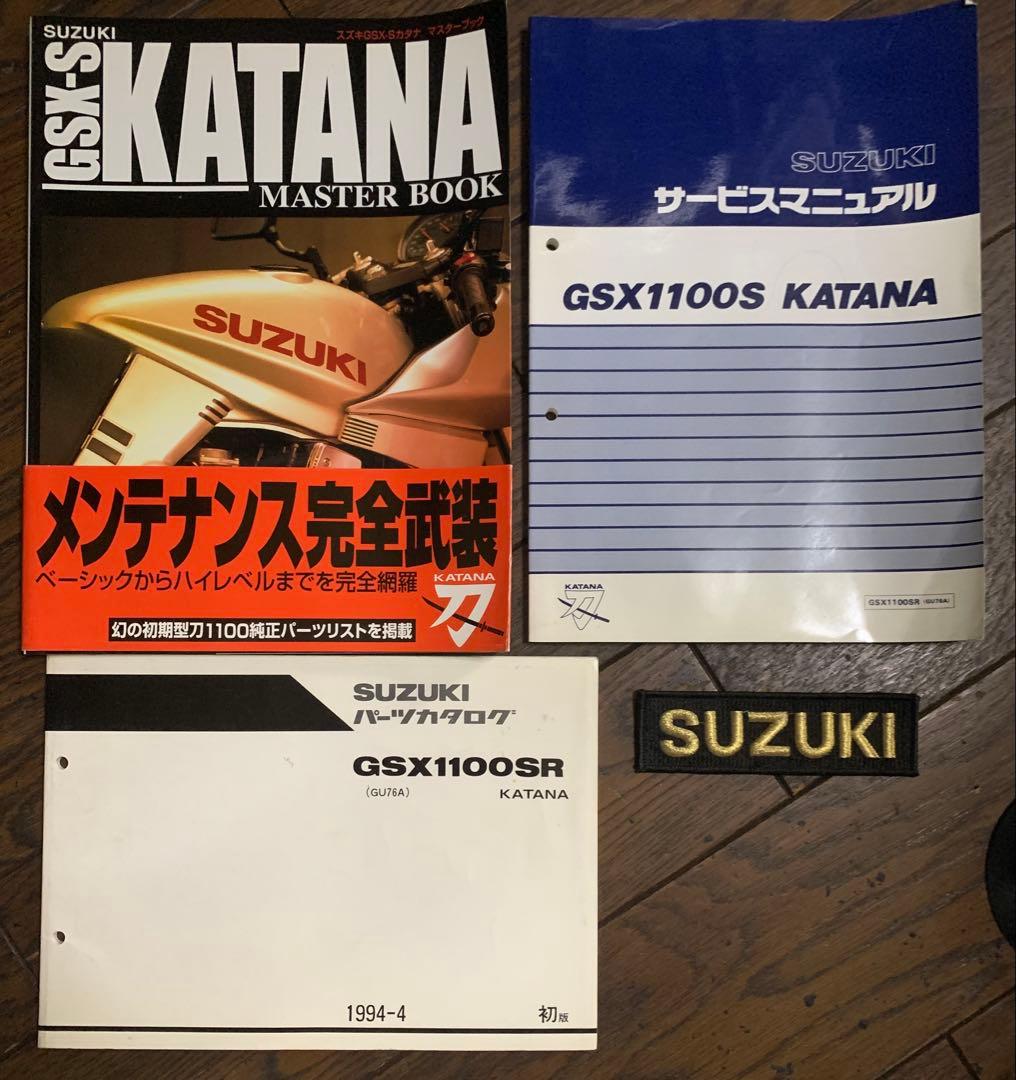 SUZUKI
スズキGSX-Sカタナ マスターブック
GSX-S
KATANA
MASTER BOOK
SUZUKI
メンテナンス完全武装
ベーシックからハイレベルまでを完全網羅
KATANA
刀
幻の初期型刀1100純正パーツリストを掲載
SUZUKI
サービスマニュアル
GSX1100S KATANA
KATANA
刀
GSX1100SR (GU76A)
SUZUKI
パーツカタログ
GSX1100SR
(GU76A)
KATANA
1994-4
初版
SUZUKI